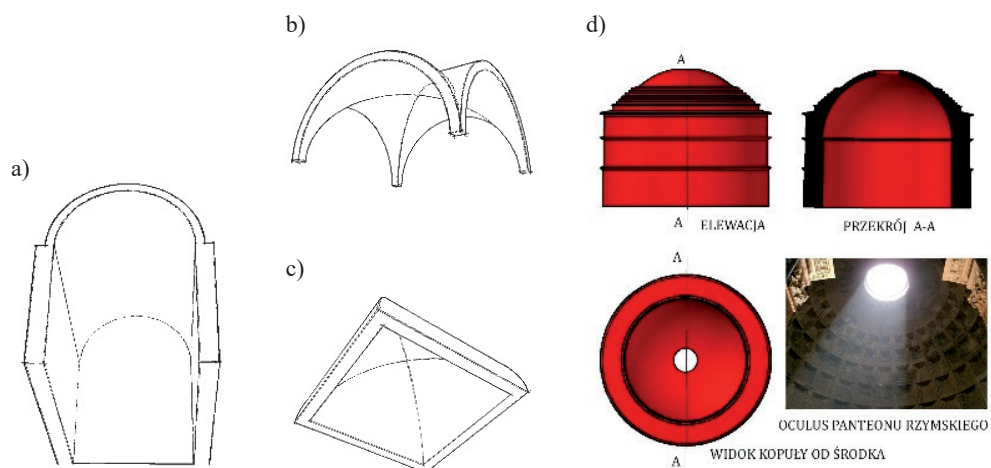 a)
b)
c)
d)
A
A
ELEWACJA
PRZEKRÓJ A-A
A
OCULUS PANTEONU RZYMSKIEGO
WIDOK KOPUŁY OD ŚRODKA
A